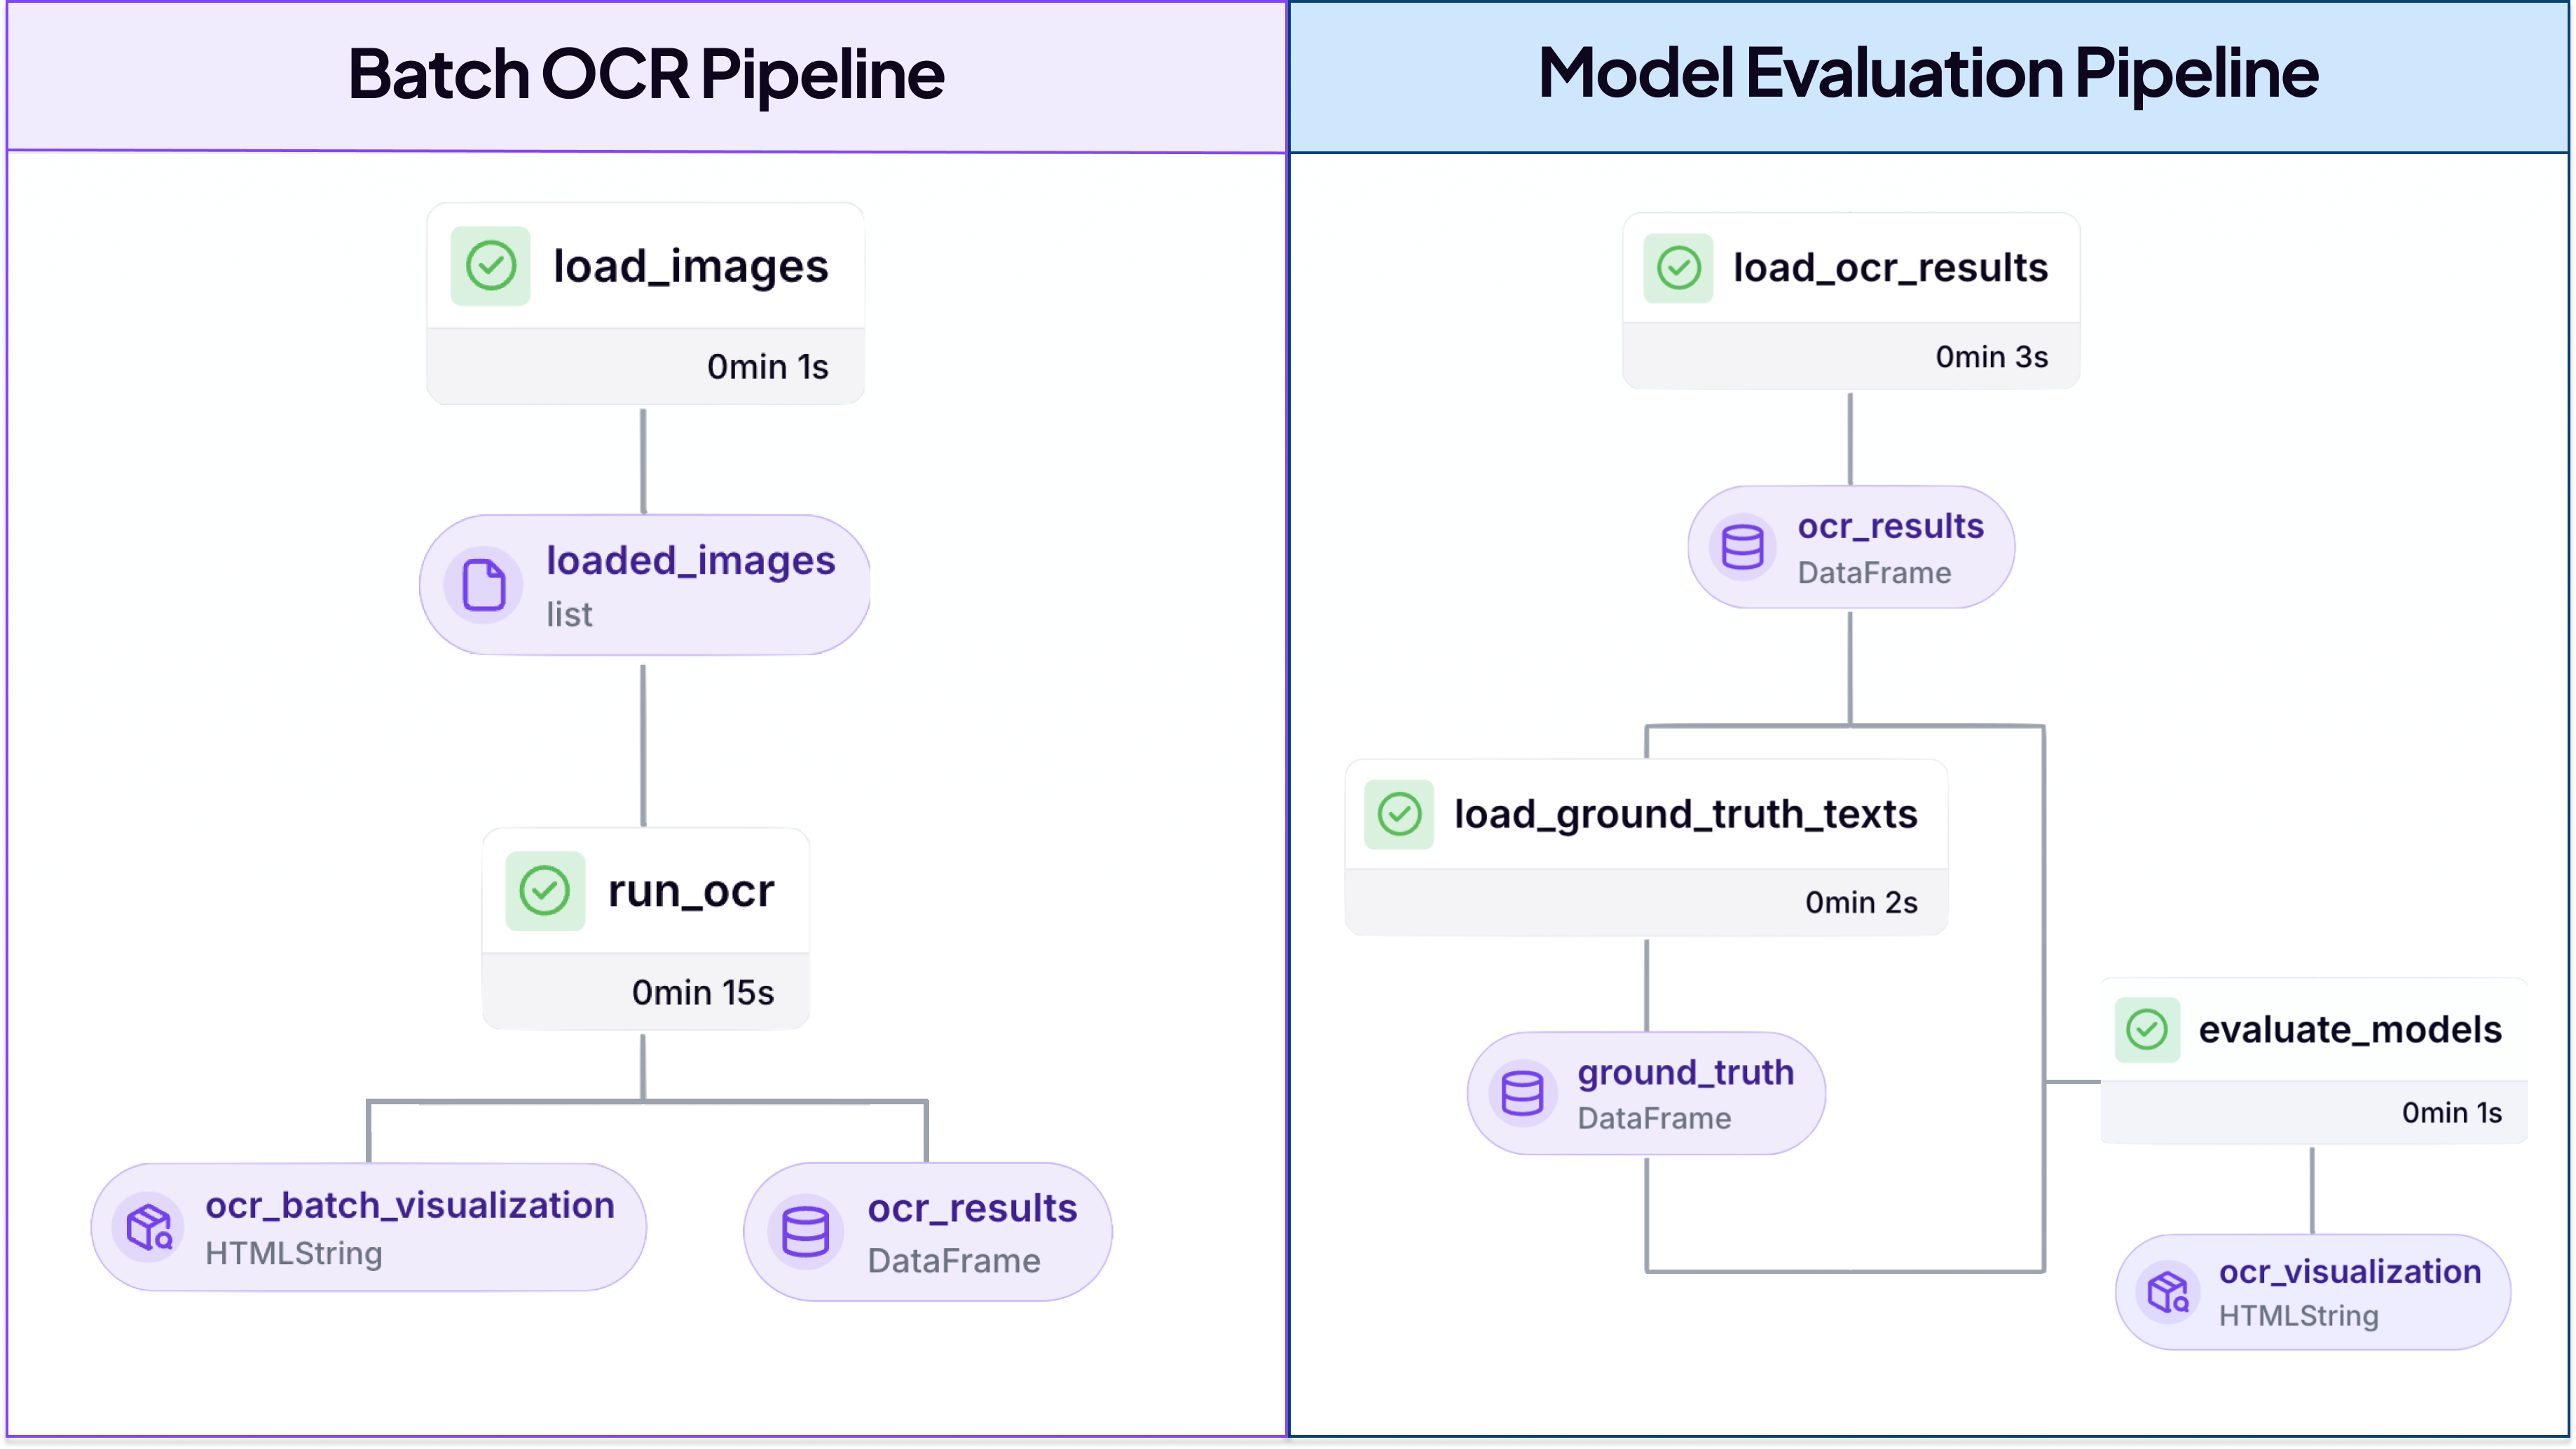 Batch OCR Pipeline
load_images
0min 1s
loaded_images
list
run_ocr
0min 15s
ocr_batch_visualization
HTMLString
ocr_results
DataFrame
Model Evaluation Pipeline
load_ocr_results
0min 3s
ocr_results
DataFrame
load_ground_truth_texts
0min 2s
ground_truth
DataFrame
evaluate_models
0min 1s
ocr_visualization
HTMLString